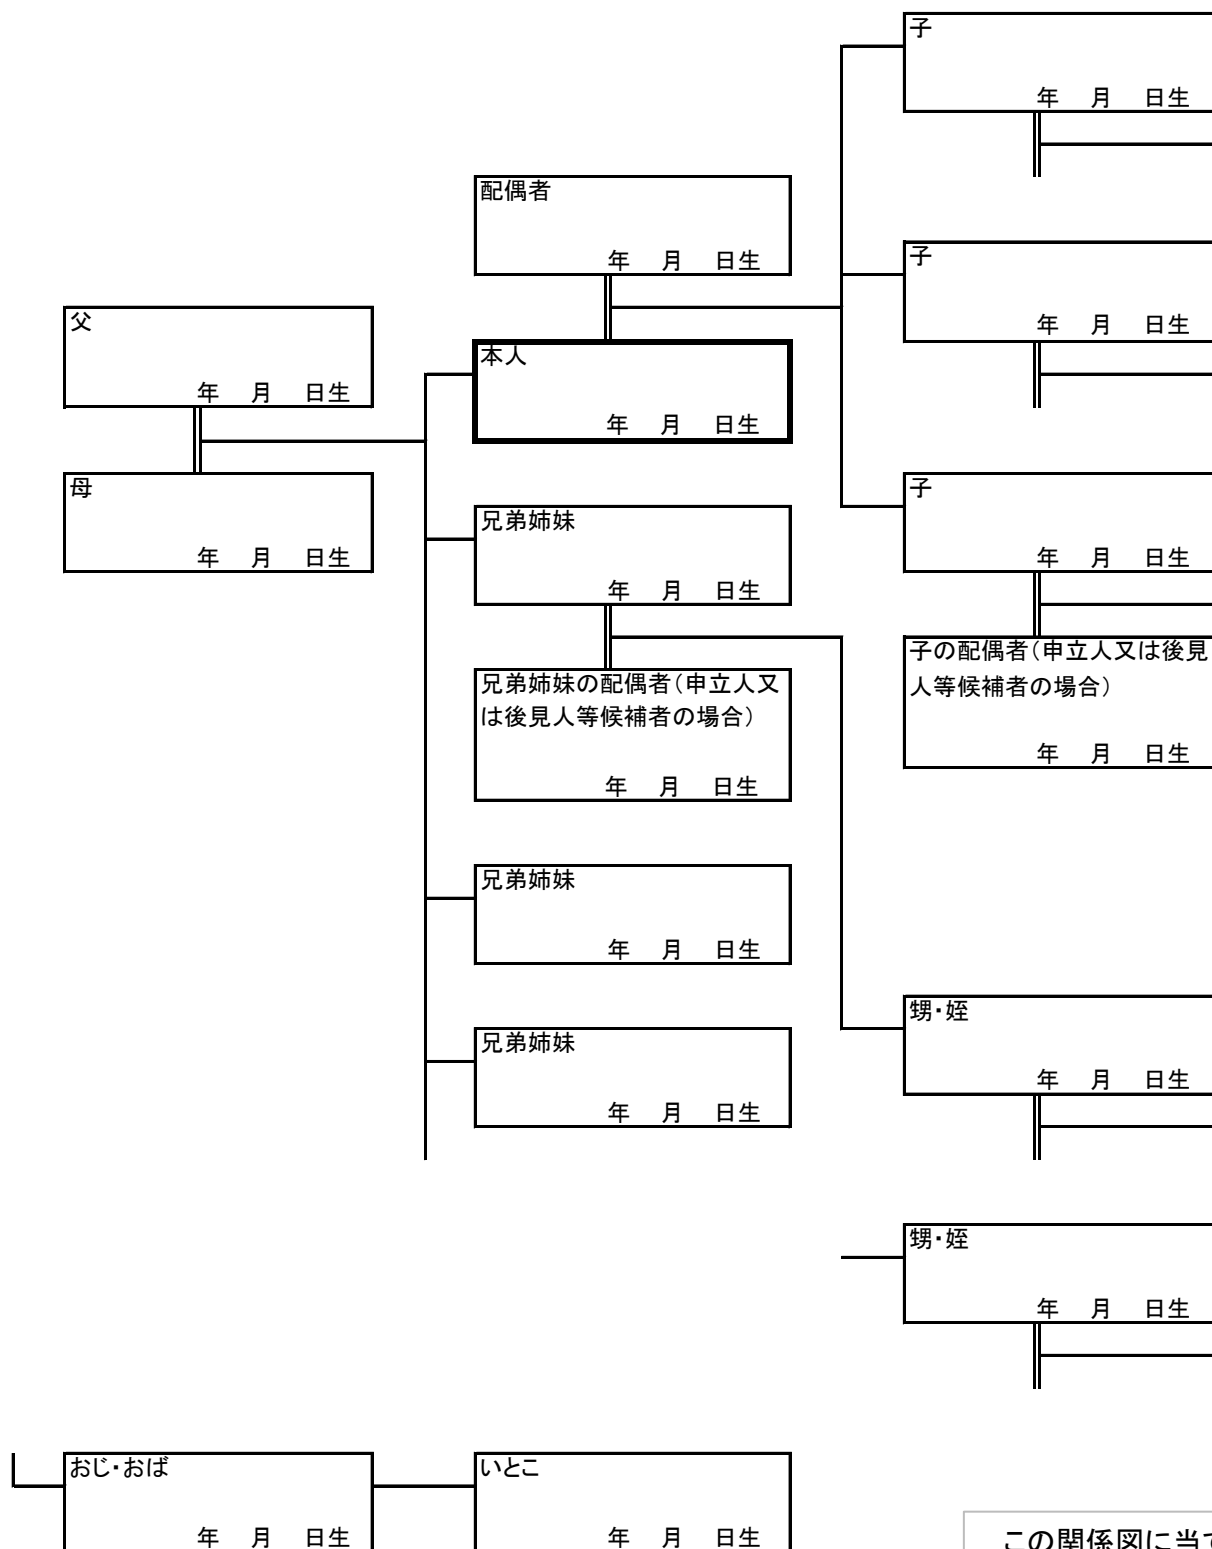 子
年 月 日生
配偶者
年 月 日生
子
年 月 日生
父
年 月 日生
本人
年 月 日生
母
年 月 日生
子
年 月 日生
兄弟姉妹
年 月 日生
子の配偶者(申立人又は後見
人等候補者の場合)
年 月 日生
兄弟姉妹の配偶者(申立人又
は後見人等候補者の場合)
年 月 日生
兄弟姉妹
年 月 日生
甥・姪
年 月 日生
兄弟姉妹
年 月 日生
甥・姪
年 月 日生
おじ・おば
年 月 日生
いとこ
年 月 日生
この関係図に当